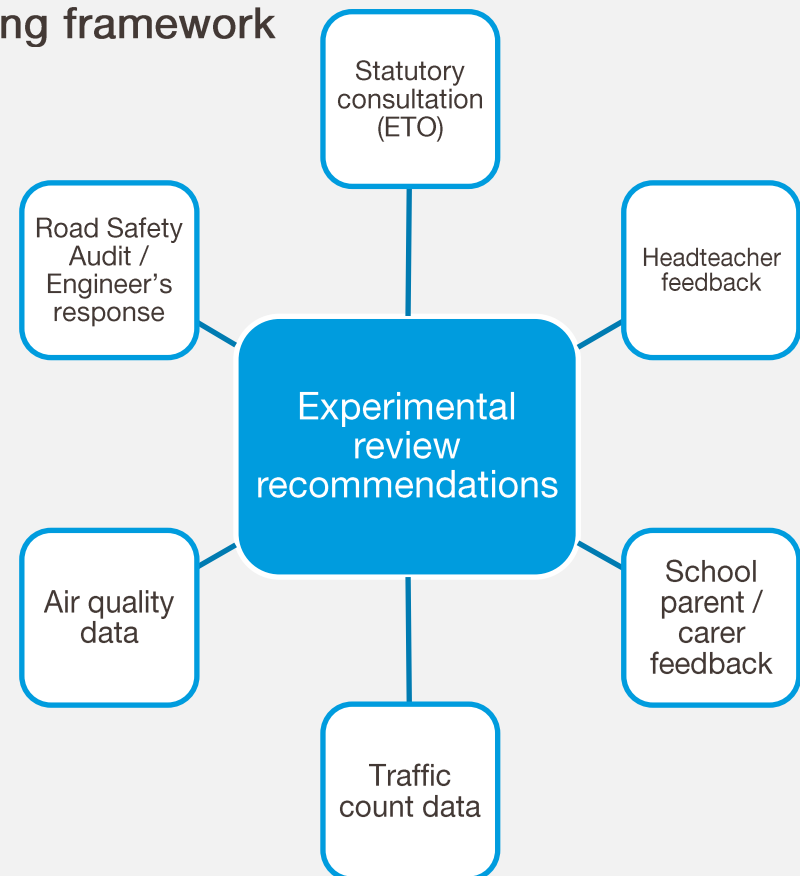 ng framework
Statutory
consultation
(ETO)
Road Safety
Audit /
Engineer’s
response
Headteacher
feedback
Experimental
review
recommendations
Air quality
data
School
parent /
carer
feedback
Traffic
count data